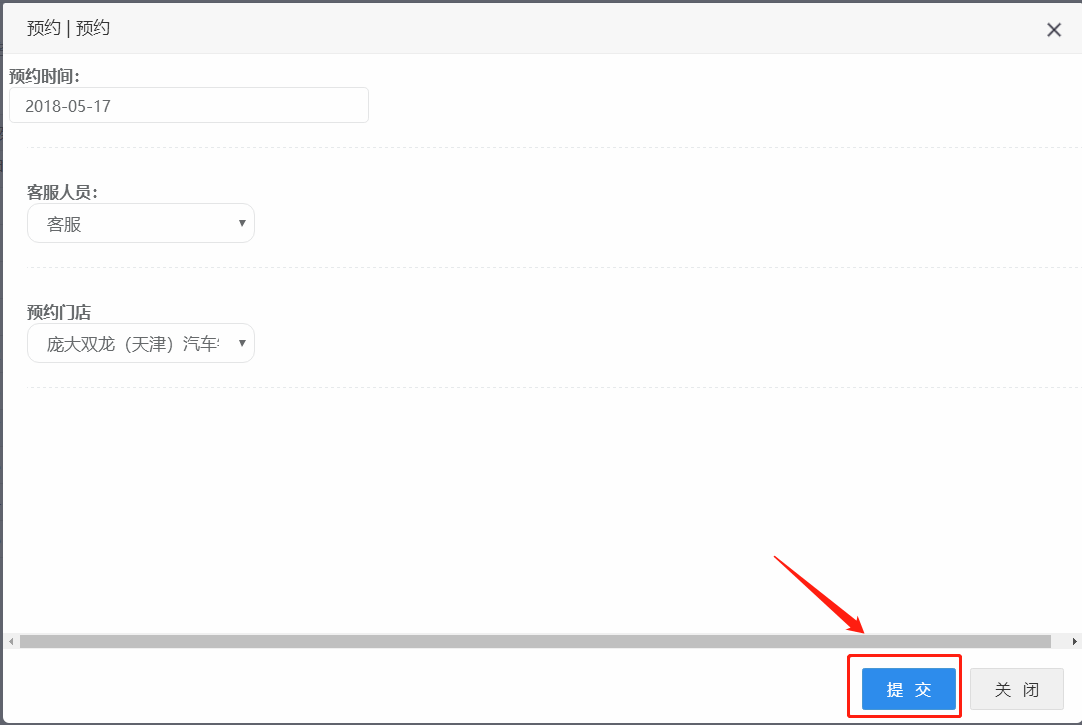 预约 | 预约
预约时间:
2018-05-17
客服人员:
客服
预约门店
庞大双龙（天津）汽车
提 交
关 闭